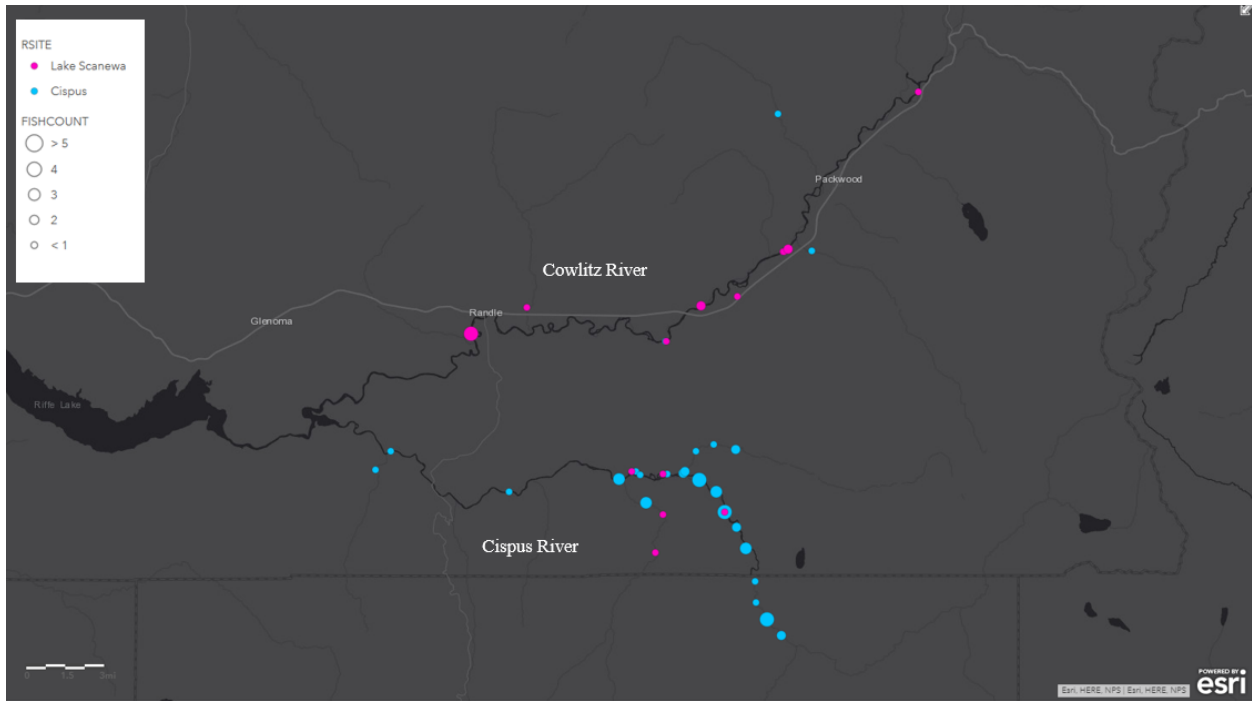 RSITE
Lake Scanewa
Cispus
FISHCOUNT
> 5
4
3
2
< 1
Packwood
Cowlitz River
Randle
Glenoma
Riffe Lake
Cispus River
0 1.5 3mi
Esri, HERE, NPS | Esri, HERE, NPS
POWERED BY
esri